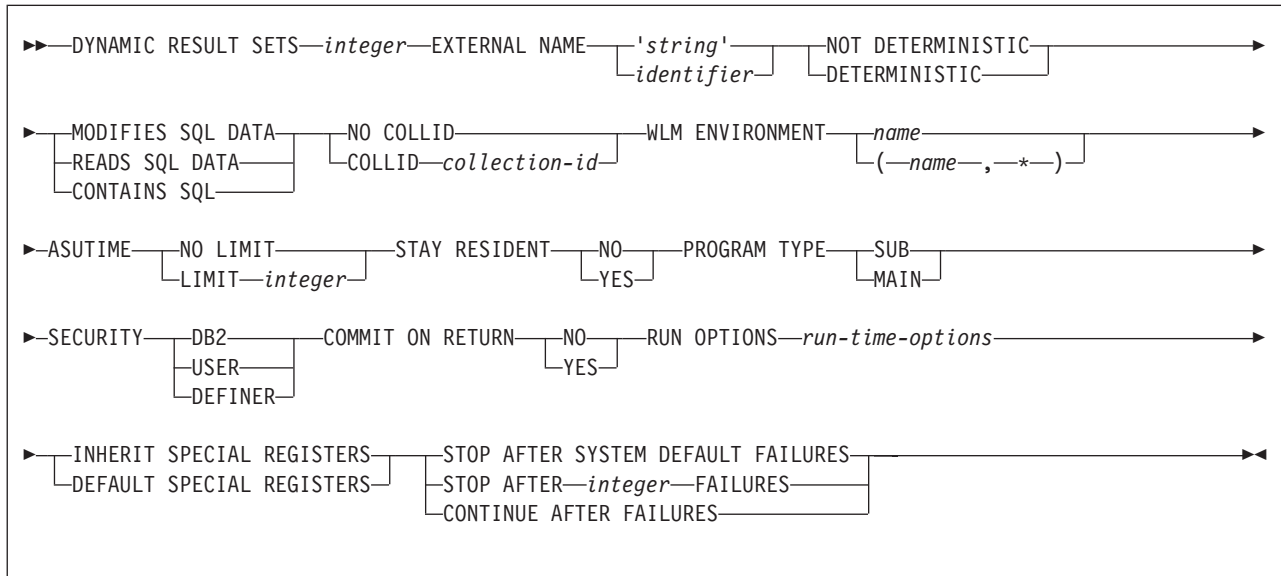 DYNAMIC RESULT SETS integer EXTERNAL NAME 'string' NOT DETERMINISTIC
identifier DETERMINISTIC
MODIFIES SQL DATA NO COLLID WLM ENVIRONMENT name
READS SQL DATA COLLID collection-id ( name , * )
CONTAINS SQL
ASUTIME NO LIMIT STAY RESIDENT NO PROGRAM TYPE SUB
LIMIT integer YES MAIN
SECURITY DB2 COMMIT ON RETURN NO RUN OPTIONS run-time-options
USER YES
DEFINER
INHERIT SPECIAL REGISTERS STOP AFTER SYSTEM DEFAULT FAILURES
DEFAULT SPECIAL REGISTERS STOP AFTER integer FAILURES
CONTINUE AFTER FAILURES